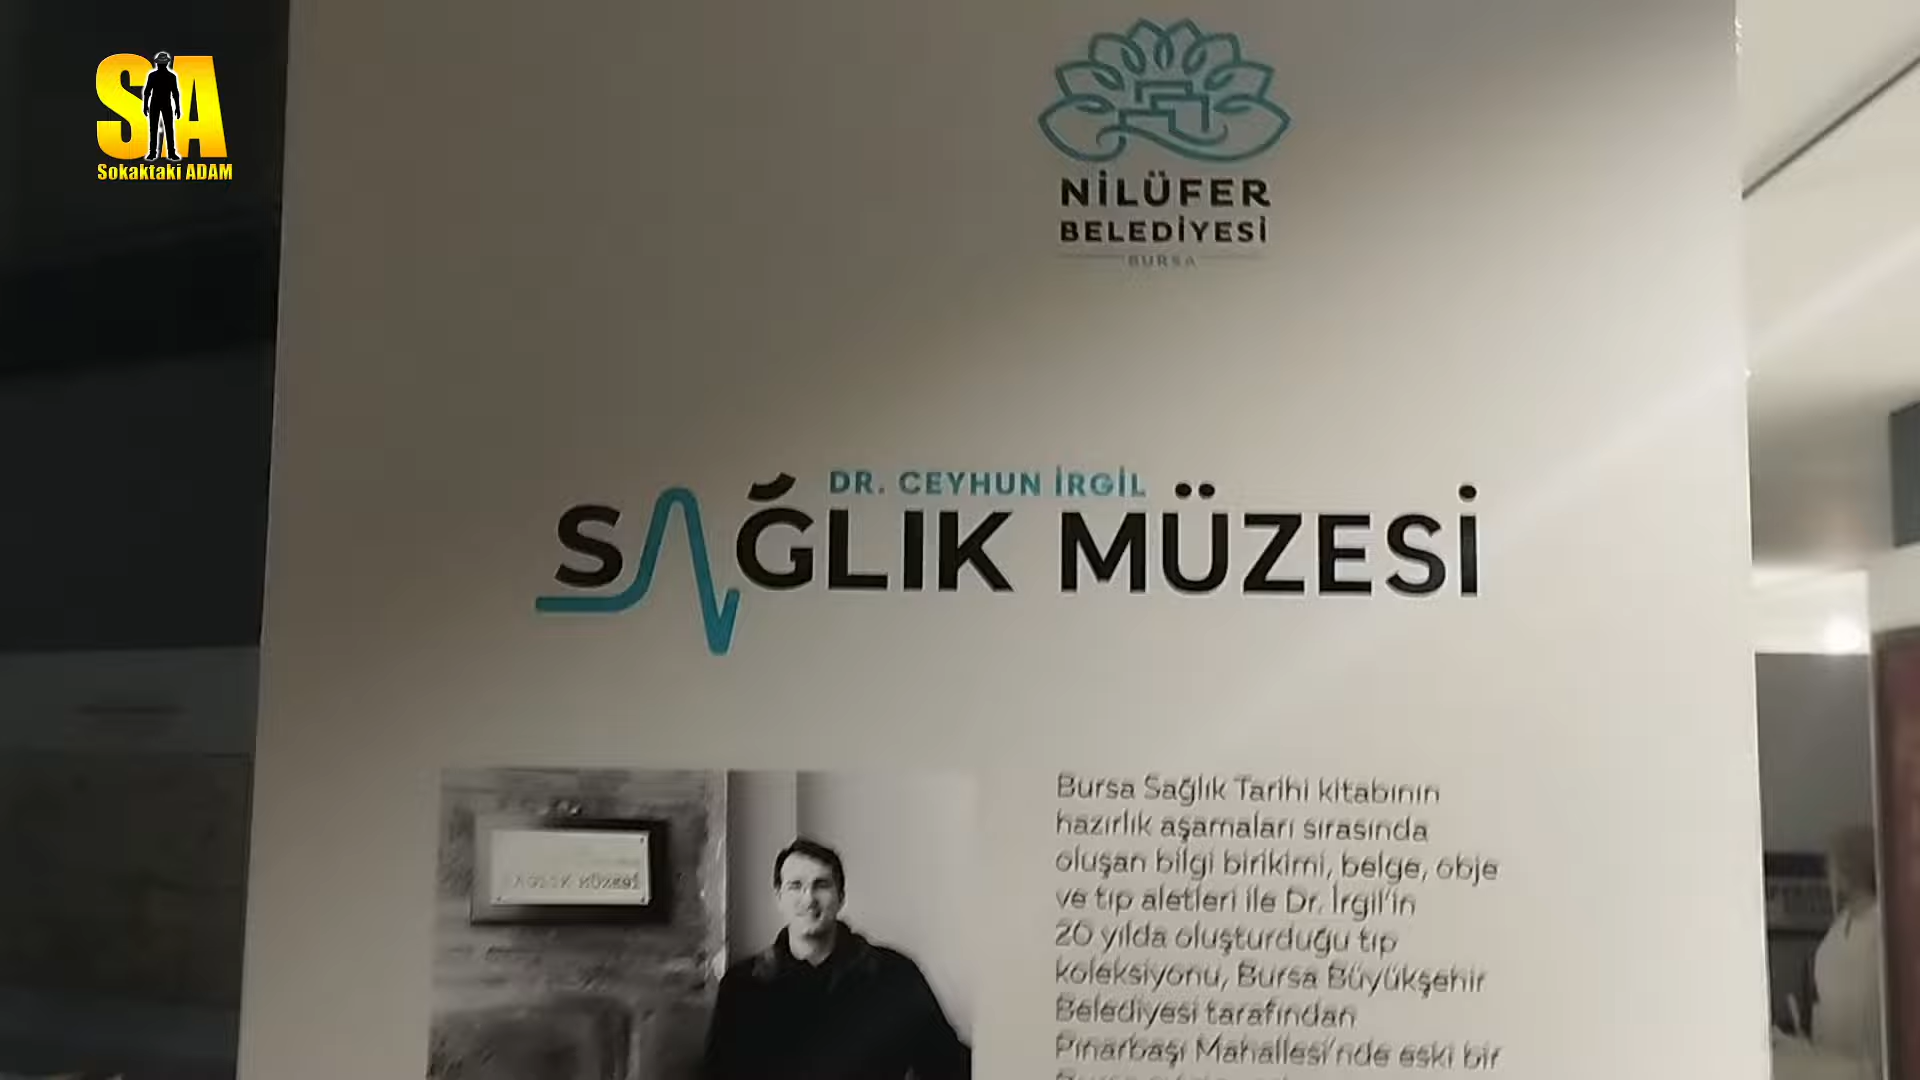 SA
Sokaktaki ADAM
NİLÜFER
BELEDİYESİ
BURSA
DR. CEYHUN İRGİL
SAĞLIK MÜZESİ
SAĞLIK MÜZESİ
Bursa Sağlık Tarihi kitabının
hazırlık aşamaları sırasında
oluşan bilgi birikimi, belge, obje
ve tıp aletleri ile Dr. İrgil'in
20 yılda oluşturduğu tıp
koleksiyonu, Bursa Büyükşehir
Belediyesi tarafından
Pınarbaşı Mahallesi'nde eski bir